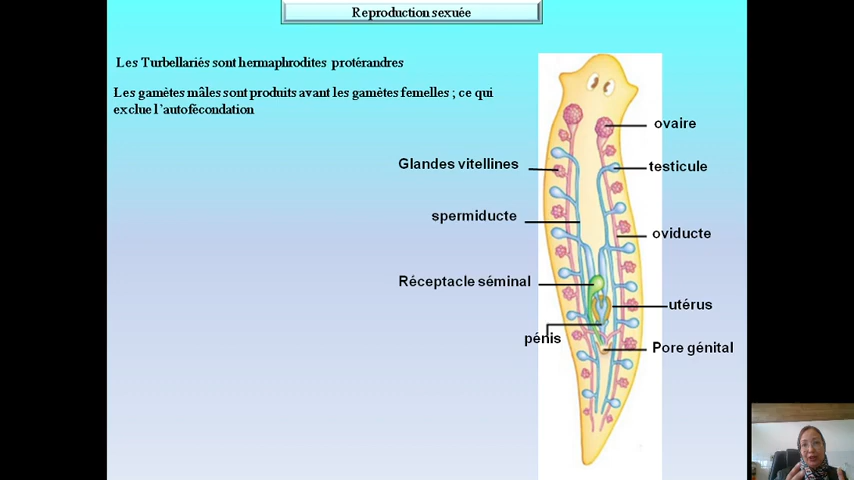 Reproduction sexuée
Les Turbellariés sont hermaphrodites protérandres
Les gamètes mâles sont produits avant les gamètes femelles ; ce qui
exclue l'autofécondation
ovaire
Glandes vitellines
testicule
spermiducte
oviducte
Réceptacle séminal
utérus
pénis
Pore génital